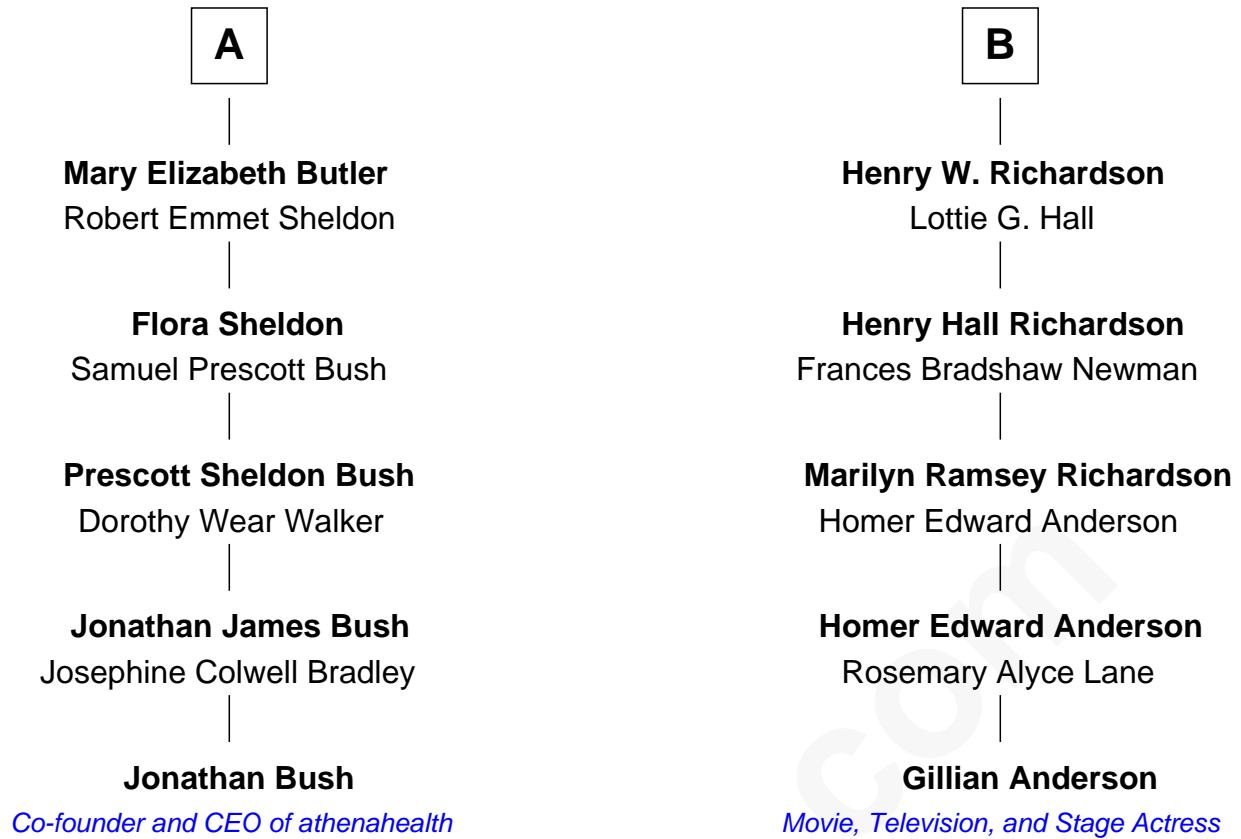 A
Mary Elizabeth Butler
Robert Emmet Sheldon
Flora Sheldon
Samuel Prescott Bush
Prescott Sheldon Bush
Dorothy Wear Walker
Jonathan James Bush
Josephine Colwell Bradley
Jonathan Bush
Co-founder and CEO of athenahealth
B
Henry W. Richardson
Lottie G. Hall
Henry Hall Richardson
Frances Bradshaw Newman
Marilyn Ramsey Richardson
Homer Edward Anderson
Homer Edward Anderson
Rosemary Alyce Lane
Gillian Anderson
Movie, Television, and Stage Actress
com